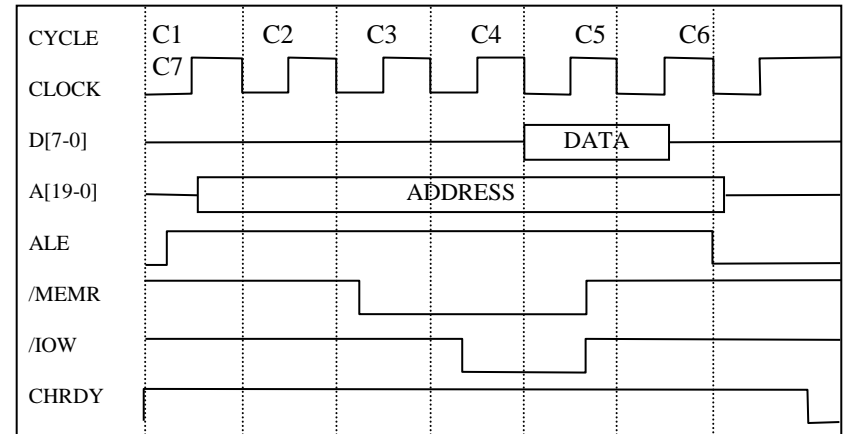 CYCLE C1 C2 C3 C4 C5 C6
C7
CLOCK
D[7-0] DATA
A[19-0] ADDRESS
ALE
/MEMR
/IOW
CHRDY